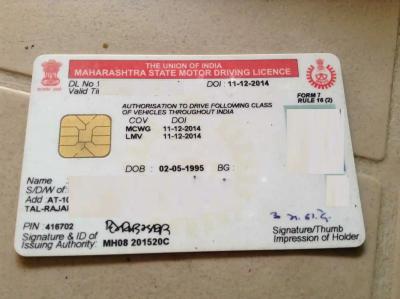 THE UNION OF INDIA
MAHARASHTRA STATE MOTOR DRIVING LICENCE
DL No DOI : 11-12-2014
Valid Til
FORM 7
RULE 16 (2)
AUTHORISATION TO DRIVE FOLLOWING CLASS
OF VEHICLES THROUGHOUT INDIA
COV DOI
MCWG 11-12-2014
LMV 11-12-2014
DOB : 02-05-1995 BG :
Name
S/D/W of
Add AT-10
TAL-RAJA
PIN : 416702
Signature & ID of
Issuing Authority: MH08 201520C
Signature/Thumb
Impression of Holder